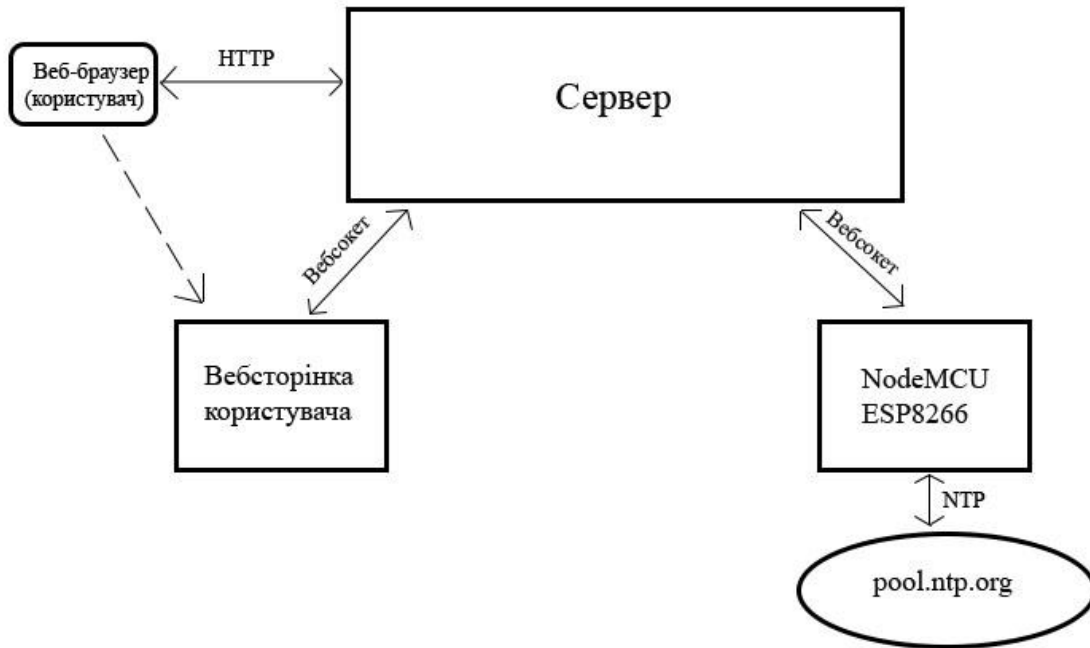 Веб-браузер
(користувач)
HTTP
Сервер
Вебсокет
Вебсокет
Вебсторінка
користувача
NodeMCU
ESP8266
NTP
pool.ntp.org